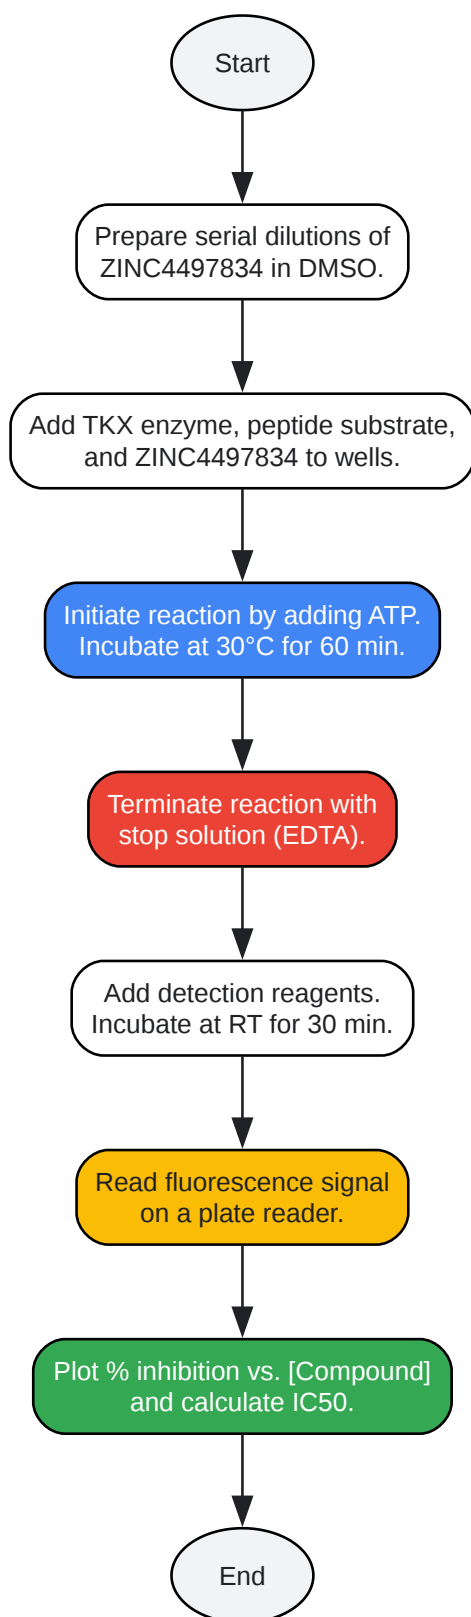 Start
Prepare serial dilutions of
ZINC4497834 in DMSO.
Add TKX enzyme, peptide substrate,
and ZINC4497834 to wells.
Initiate reaction by adding ATP.
Incubate at 30°C for 60 min.
Terminate reaction with
stop solution (EDTA).
Add detection reagents.
Incubate at RT for 30 min.
Read fluorescence signal
on a plate reader.
Plot % inhibition vs. [Compound]
and calculate IC50.
End